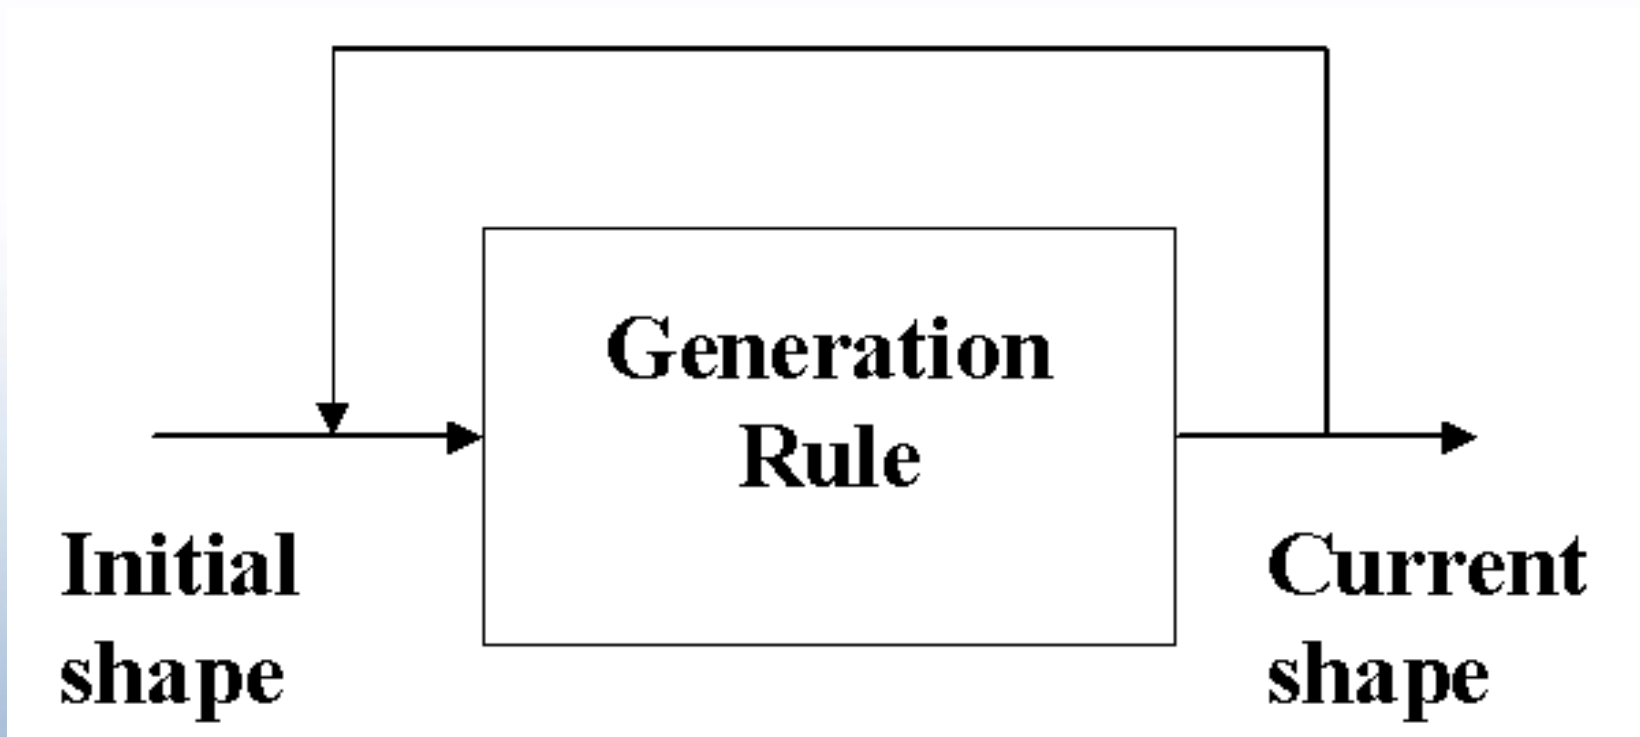 Generation
Rule
Initial
shape
Current
shape